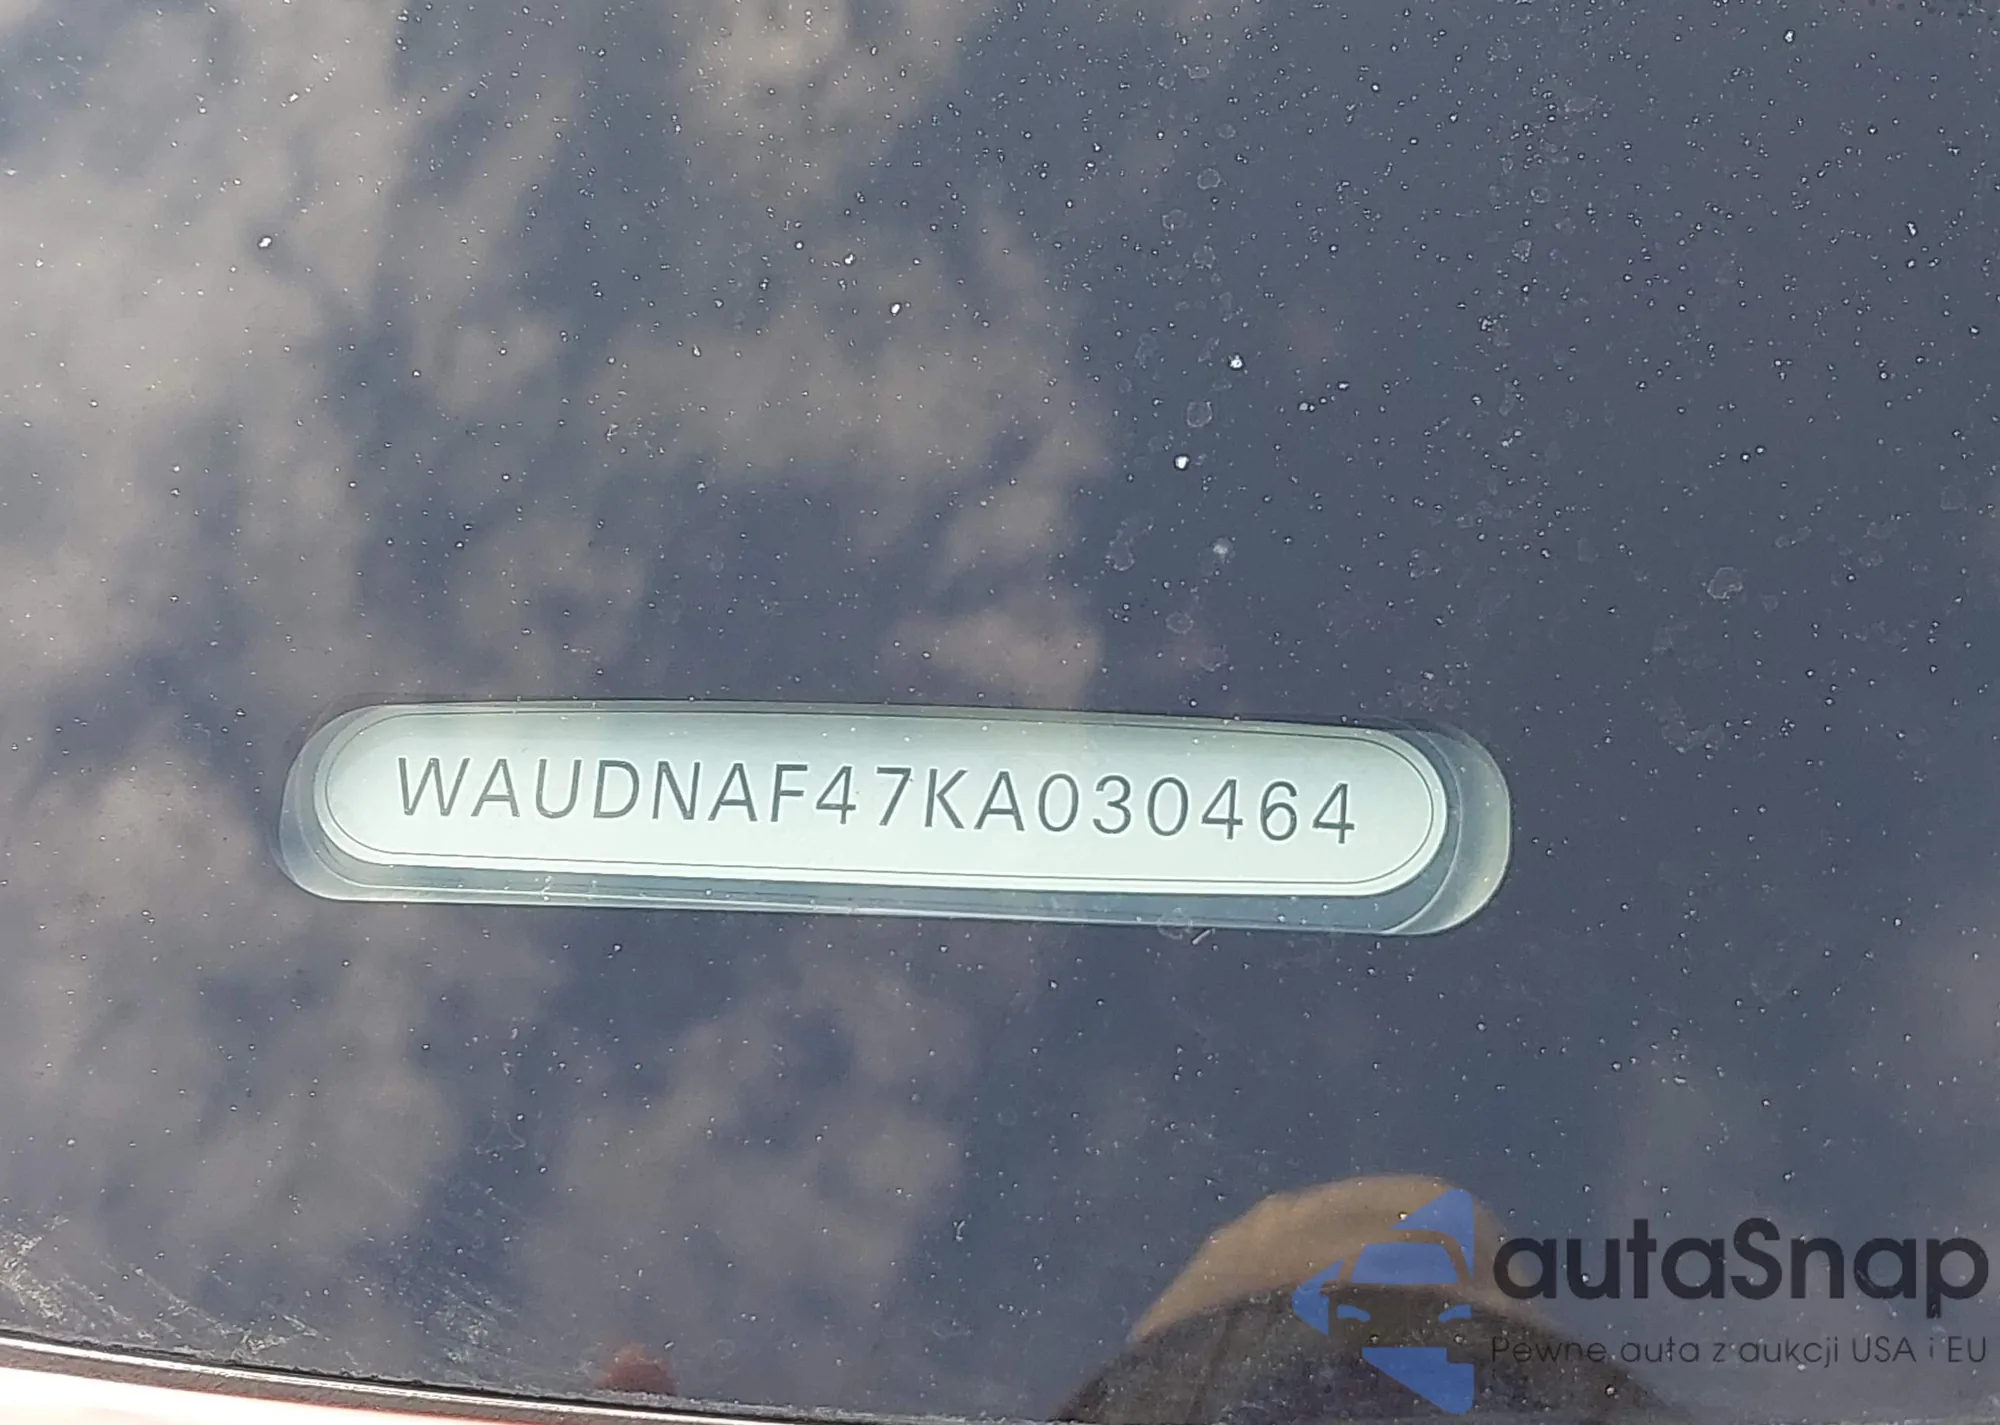 WAUDNAF47KA030464
autaSnap
Pewne auta z aukcji USA i EU